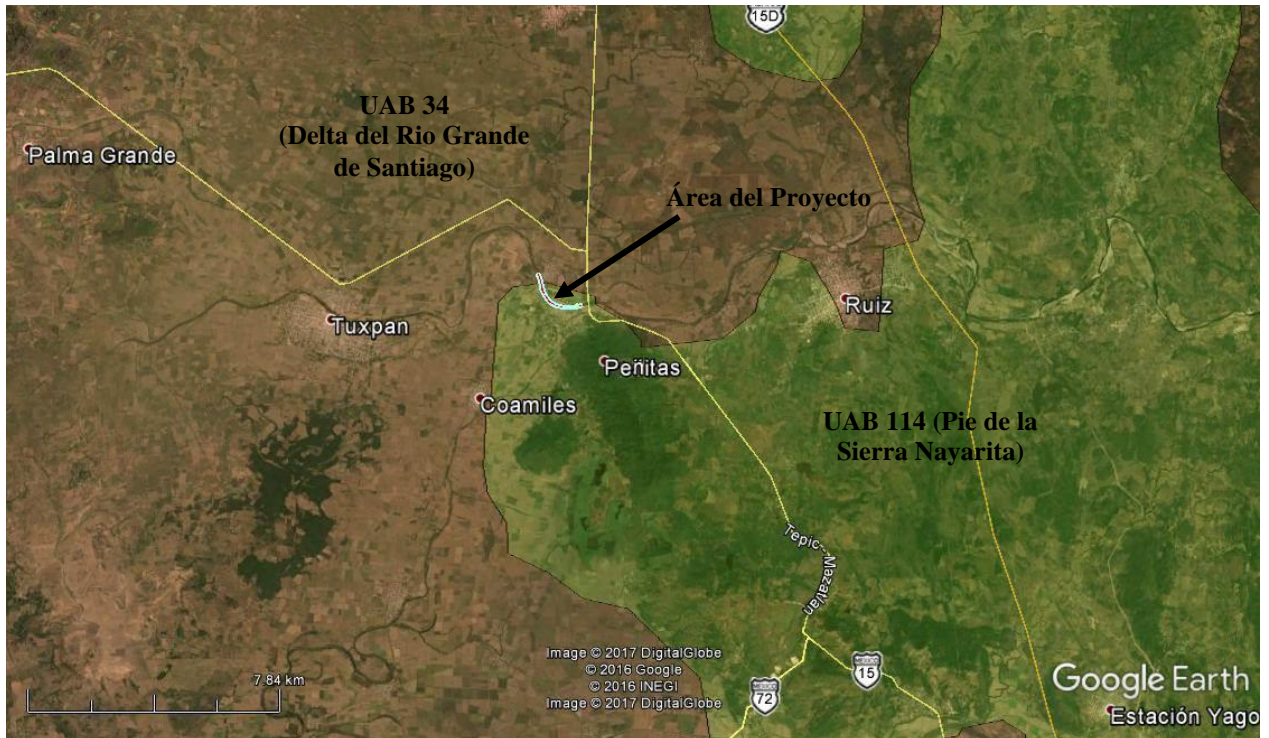 15D
UAB 34
(Delta del Rio Grande
de Santiago)
Palma Grande
Área del Proyecto
Ruiz
Tuxpan
Peñitas
Coamiles
UAB 114 (Pie de la
Sierra Nayarita)
Tepic - Mazatlan
Image © 2017 DigitalGlobe
© 2016 Google
© 2016 INEGI
Image © 2017 DigitalGlobe
7.84 km
MEXICO
15
72
Google Earth
Estación Yago